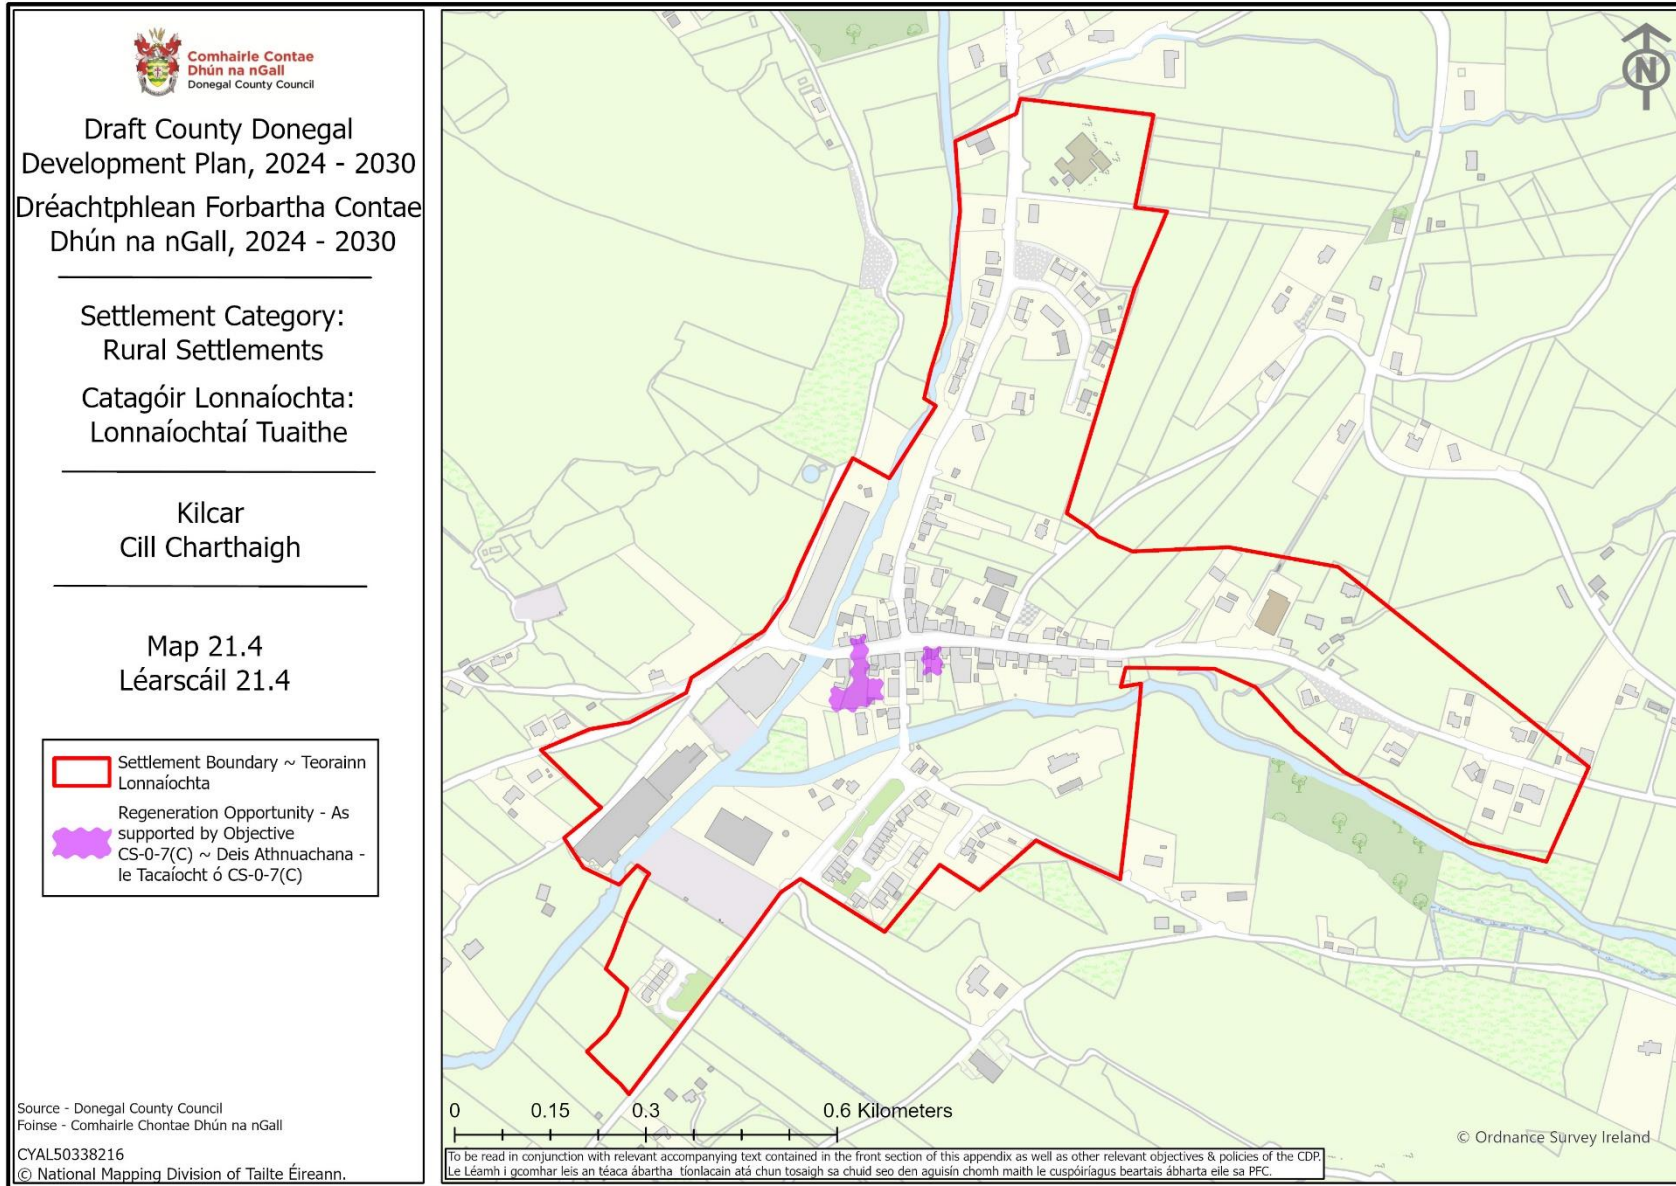 Comhairle Contae
Dhún na nGall
Donegal County Council
Draft County Donegal
Development Plan, 2024 - 2030
Dréachtphlean Forbartha Contae
Dhún na nGall, 2024 - 2030
Settlement Category:
Rural Settlements
Catagóir Lonnaíochta:
Lonnaíochtaí Tuaithe
Kilcar
Cill Charthaigh
Map 21.4
Léarscáil 21.4
Settlement Boundary ~ Teorainn
Lonnaíochta
Regeneration Opportunity - As
supported by Objective
CS-0-7(C) ~ Deis Athnuachana -
le Tacaíocht ó CS-0-7(C)
Source - Donegal County Council
Foinse - Comhairle Chontae Dhún na nGall
CYAL50338216
© National Mapping Division of Tailte Éireann.
N
0 0.15 0.3 0.6 Kilometers
© Ordnance Survey Ireland
To be read in conjunction with relevant accompanying text contained in the front section of this appendix as well as other relevant objectives & policies of the CDP.
Le Léamh i gcomhar leis an téaca ábartha tíonlacain atá chun tosaigh sa chuid seo den aguisín chomh maith le cuspóiríagus beartais ábharta eile sa PFC.